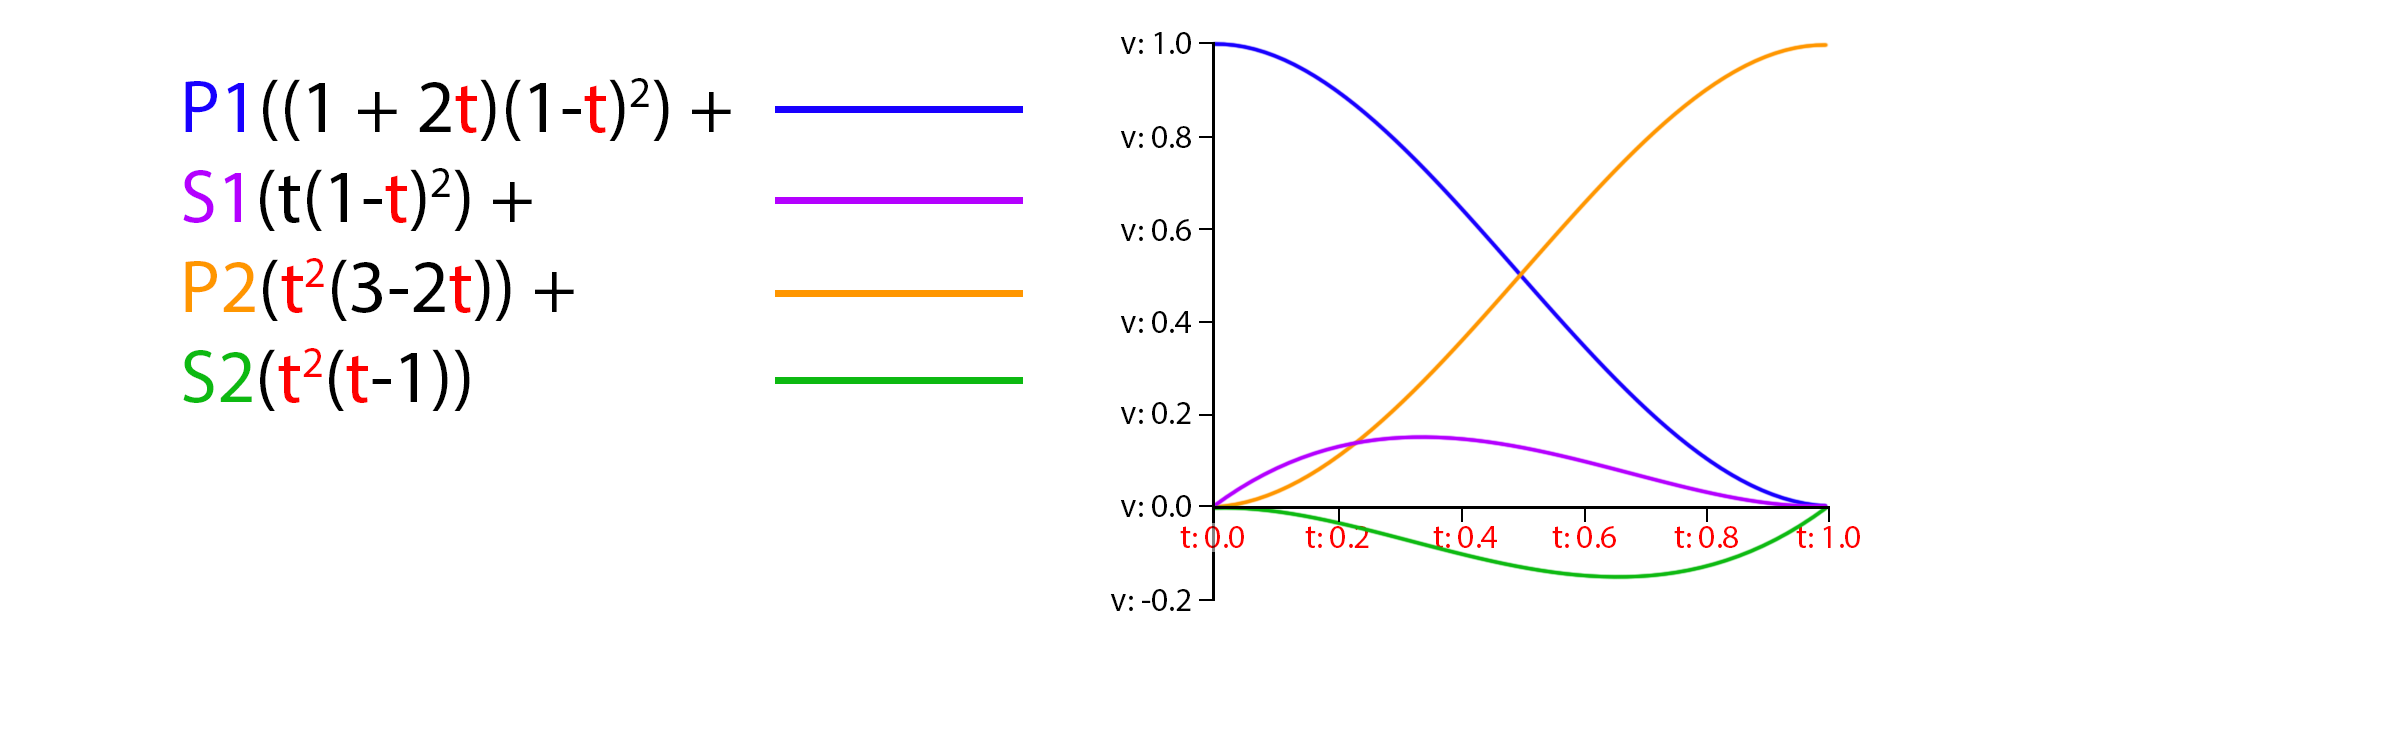 P1((1 + 2t)(1-t)²) +
S1(t(1-t)²) +
P2(t²(3-2t)) +
S2(t²(t-1))
v: 1.0
v: 0.8
v: 0.6
v: 0.4
v: 0.2
v: 0.0
t: 0.0 t: 0.2 t: 0.4 t: 0.6 t: 0.8 t: 1.0
v: -0.2